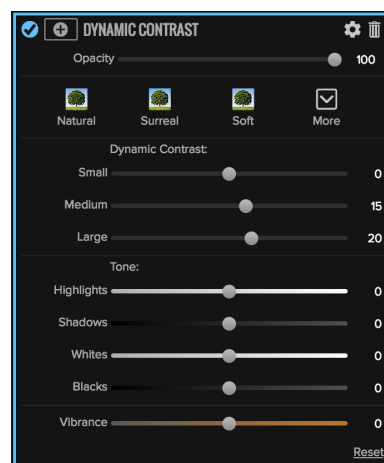 DYNAMIC CONTRAST
Opacity 100
Natural Surreal Soft More
Dynamic Contrast:
Small 0
Medium 15
Large 20
Tone:
Highlights 0
Shadows 0
Whites 0
Blacks 0
Vibrance 0
Reset